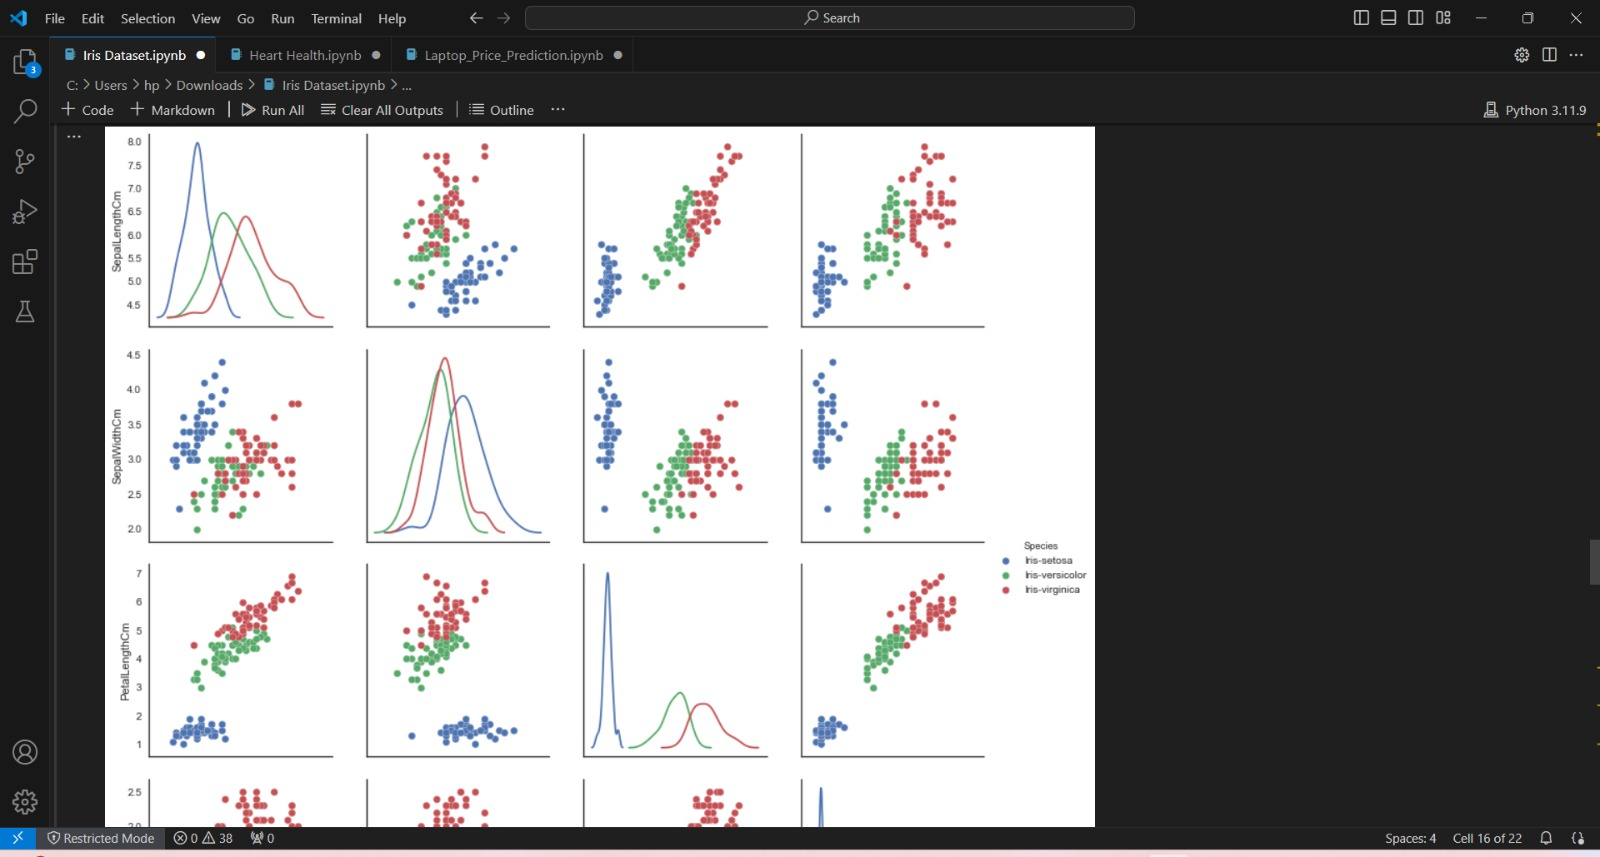 File Edit Selection View Go Run Terminal Help Search
Iris Dataset.ipynb Heart Health.ipynb Laptop_Price_Prediction.ipynb
3
C: > Users > hp > Downloads > Iris Dataset.ipynb > ...
+ Code + Markdown | Run All Clear All Outputs | Outline ... Python 3.11.9
...
SepalLengthCm
8.0
7.5
7.0
6.5
6.0
5.5
5.0
4.5
SepalWidthCm
4.5
4.0
3.5
3.0
2.5
2.0
Species
Iris-setosa
Iris-versicolor
Iris-virginica
PetalLengthCm
7
6
5
4
3
2
1
2.5
2.0
Restricted Mode 0 38 0 Spaces: 4 Cell 16 of 22